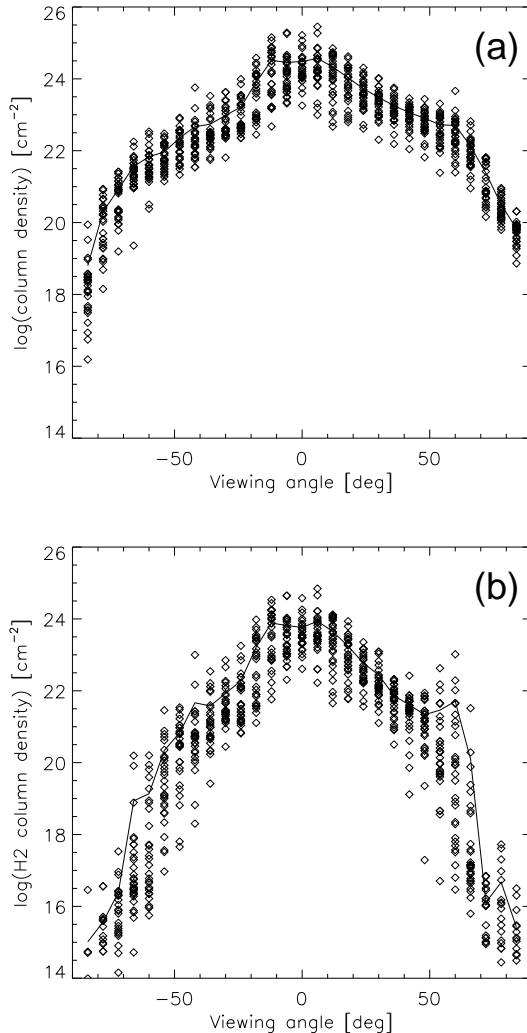 (a)
26
24
22
20
18
16
14
log(column density) [cm⁻²]
−50 0 50
Viewing angle [deg]
(b)
26
24
22
20
18
16
14
log(H2 column density) [cm⁻²]
−50 0 50
Viewing angle [deg]